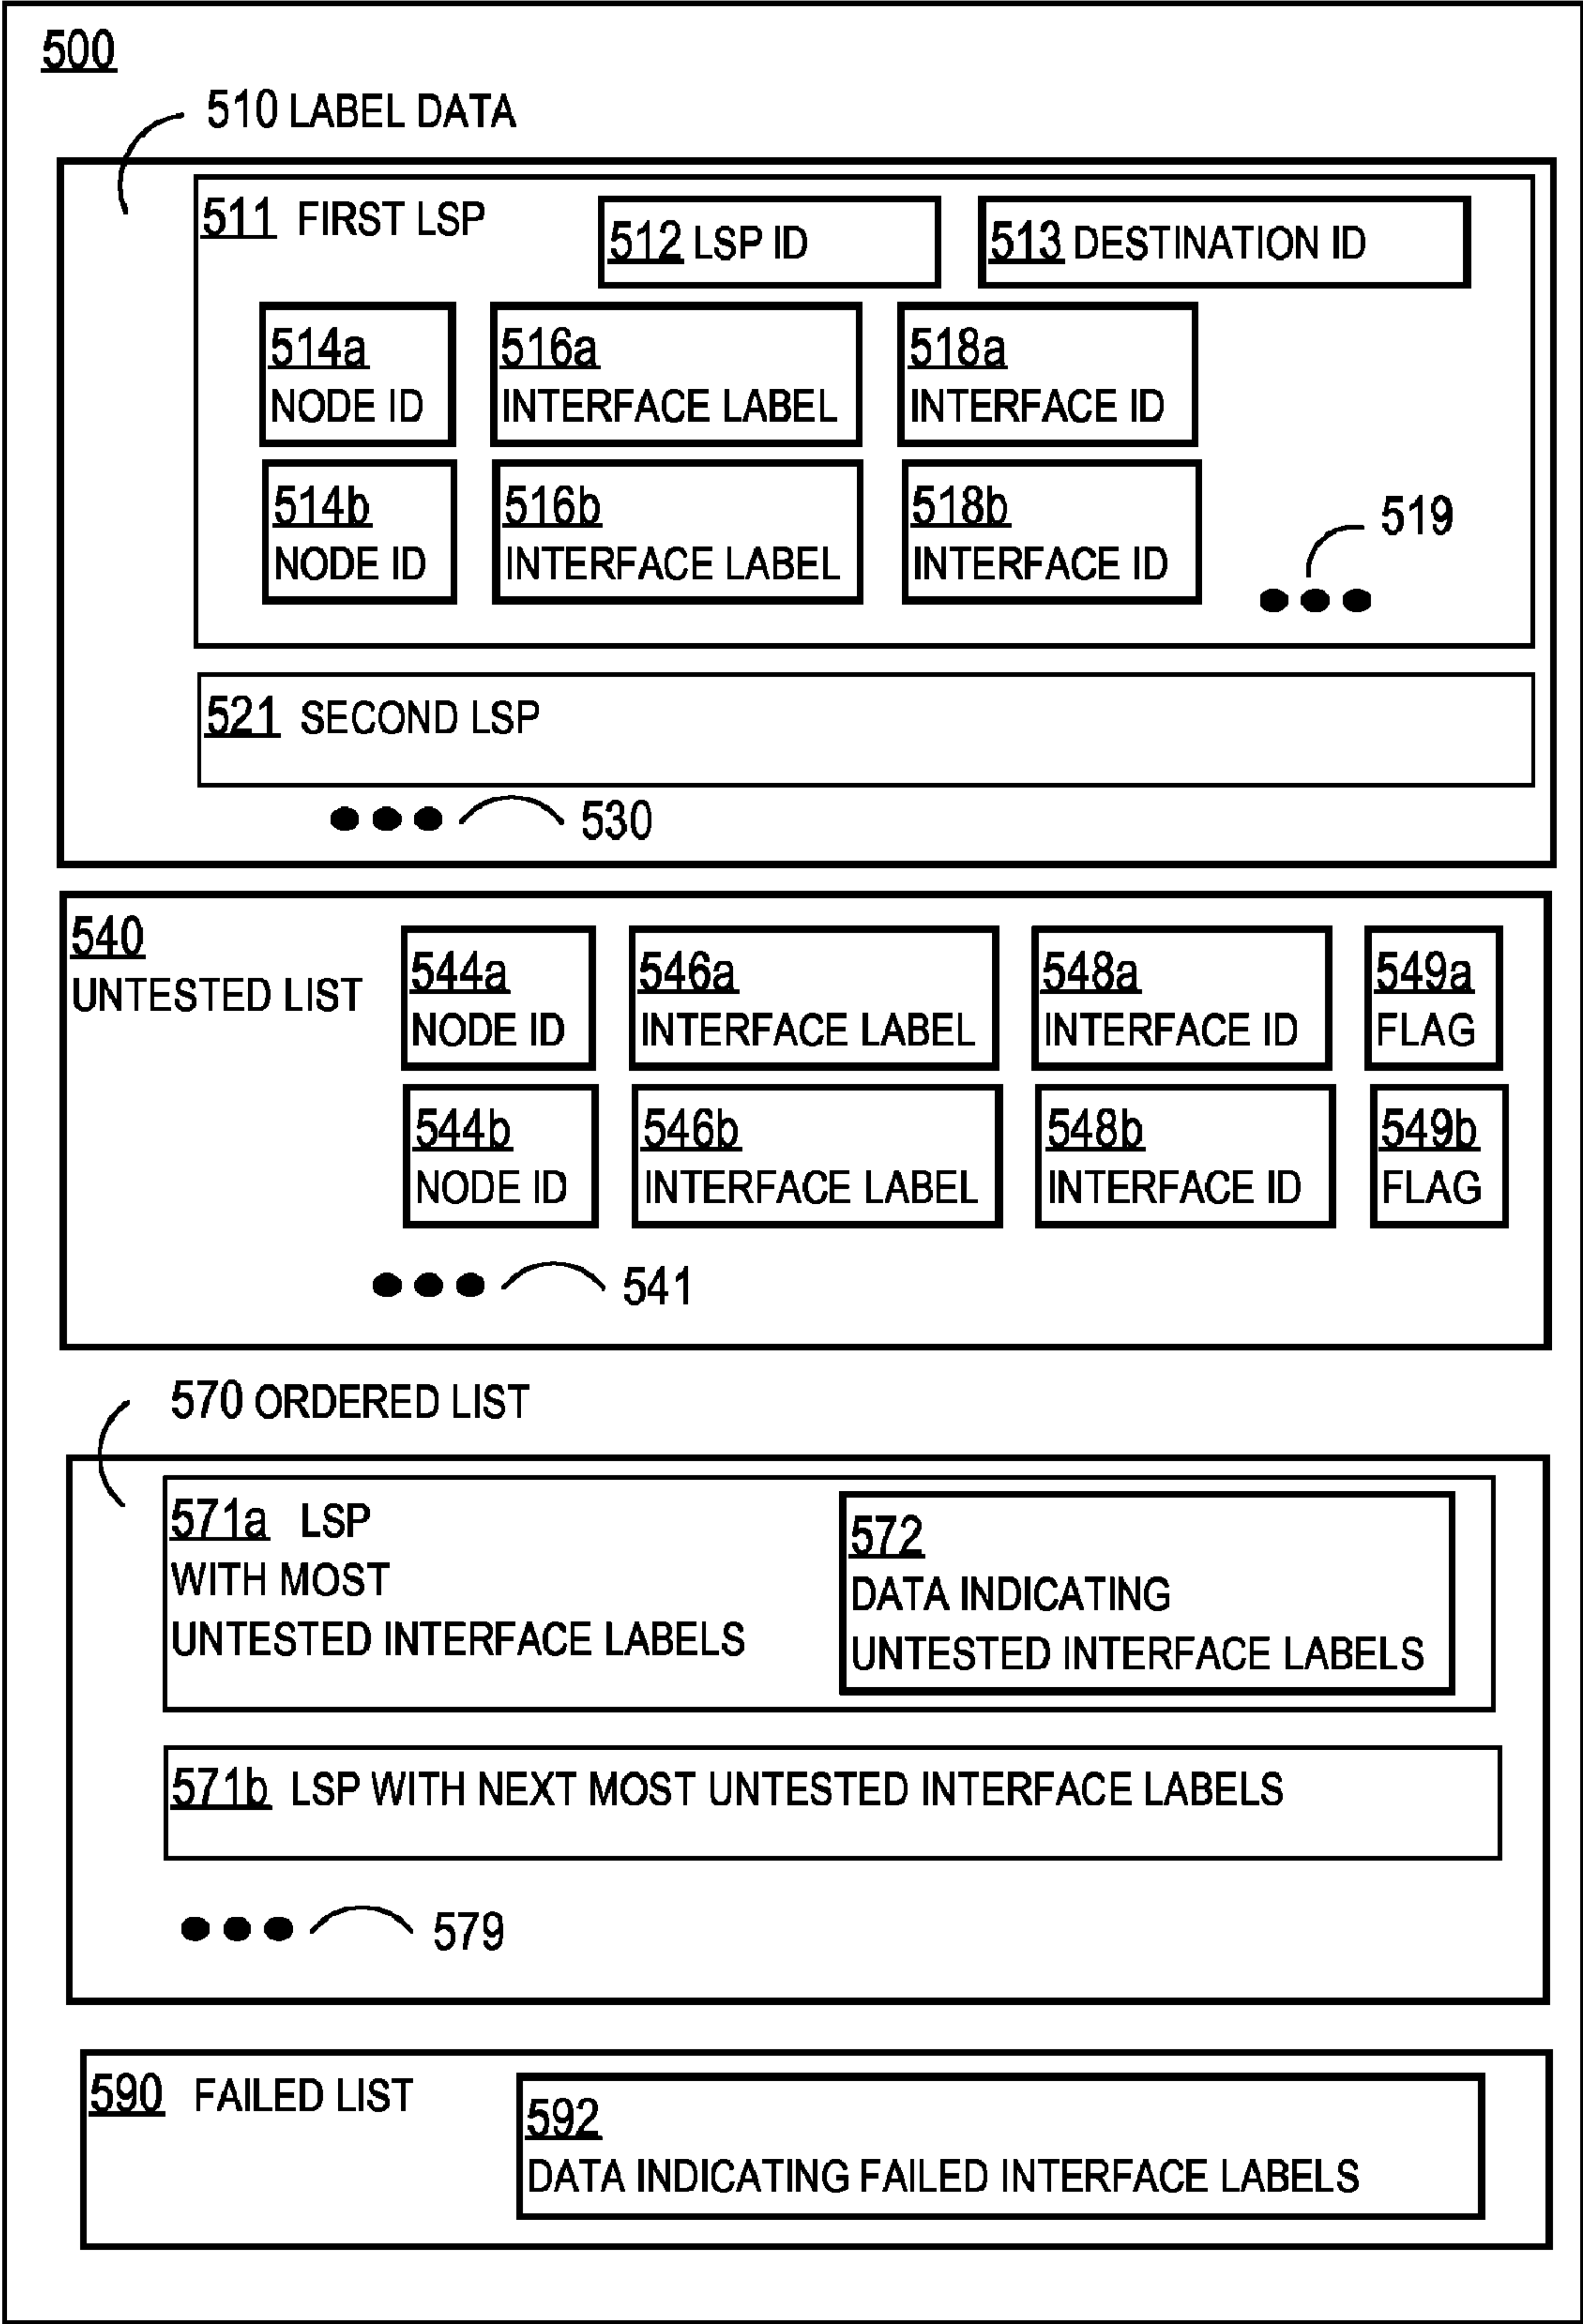 500
510 LABEL DATA
511 FIRST LSP
512 LSP ID
513 DESTINATION ID
514a
NODE ID
516a
INTERFACE LABEL
518a
INTERFACE ID
514b
NODE ID
516b
INTERFACE LABEL
518b
INTERFACE ID
519
521 SECOND LSP
530
540
UNTESTED LIST
544a
NODE ID
546a
INTERFACE LABEL
548a
INTERFACE ID
549a
FLAG
544b
NODE ID
546b
INTERFACE LABEL
548b
INTERFACE ID
549b
FLAG
541
570 ORDERED LIST
571a LSP
WITH MOST
UNTESTED INTERFACE LABELS
572
DATA INDICATING
UNTESTED INTERFACE LABELS
571b LSP WITH NEXT MOST UNTESTED INTERFACE LABELS
579
590 FAILED LIST
592
DATA INDICATING FAILED INTERFACE LABELS